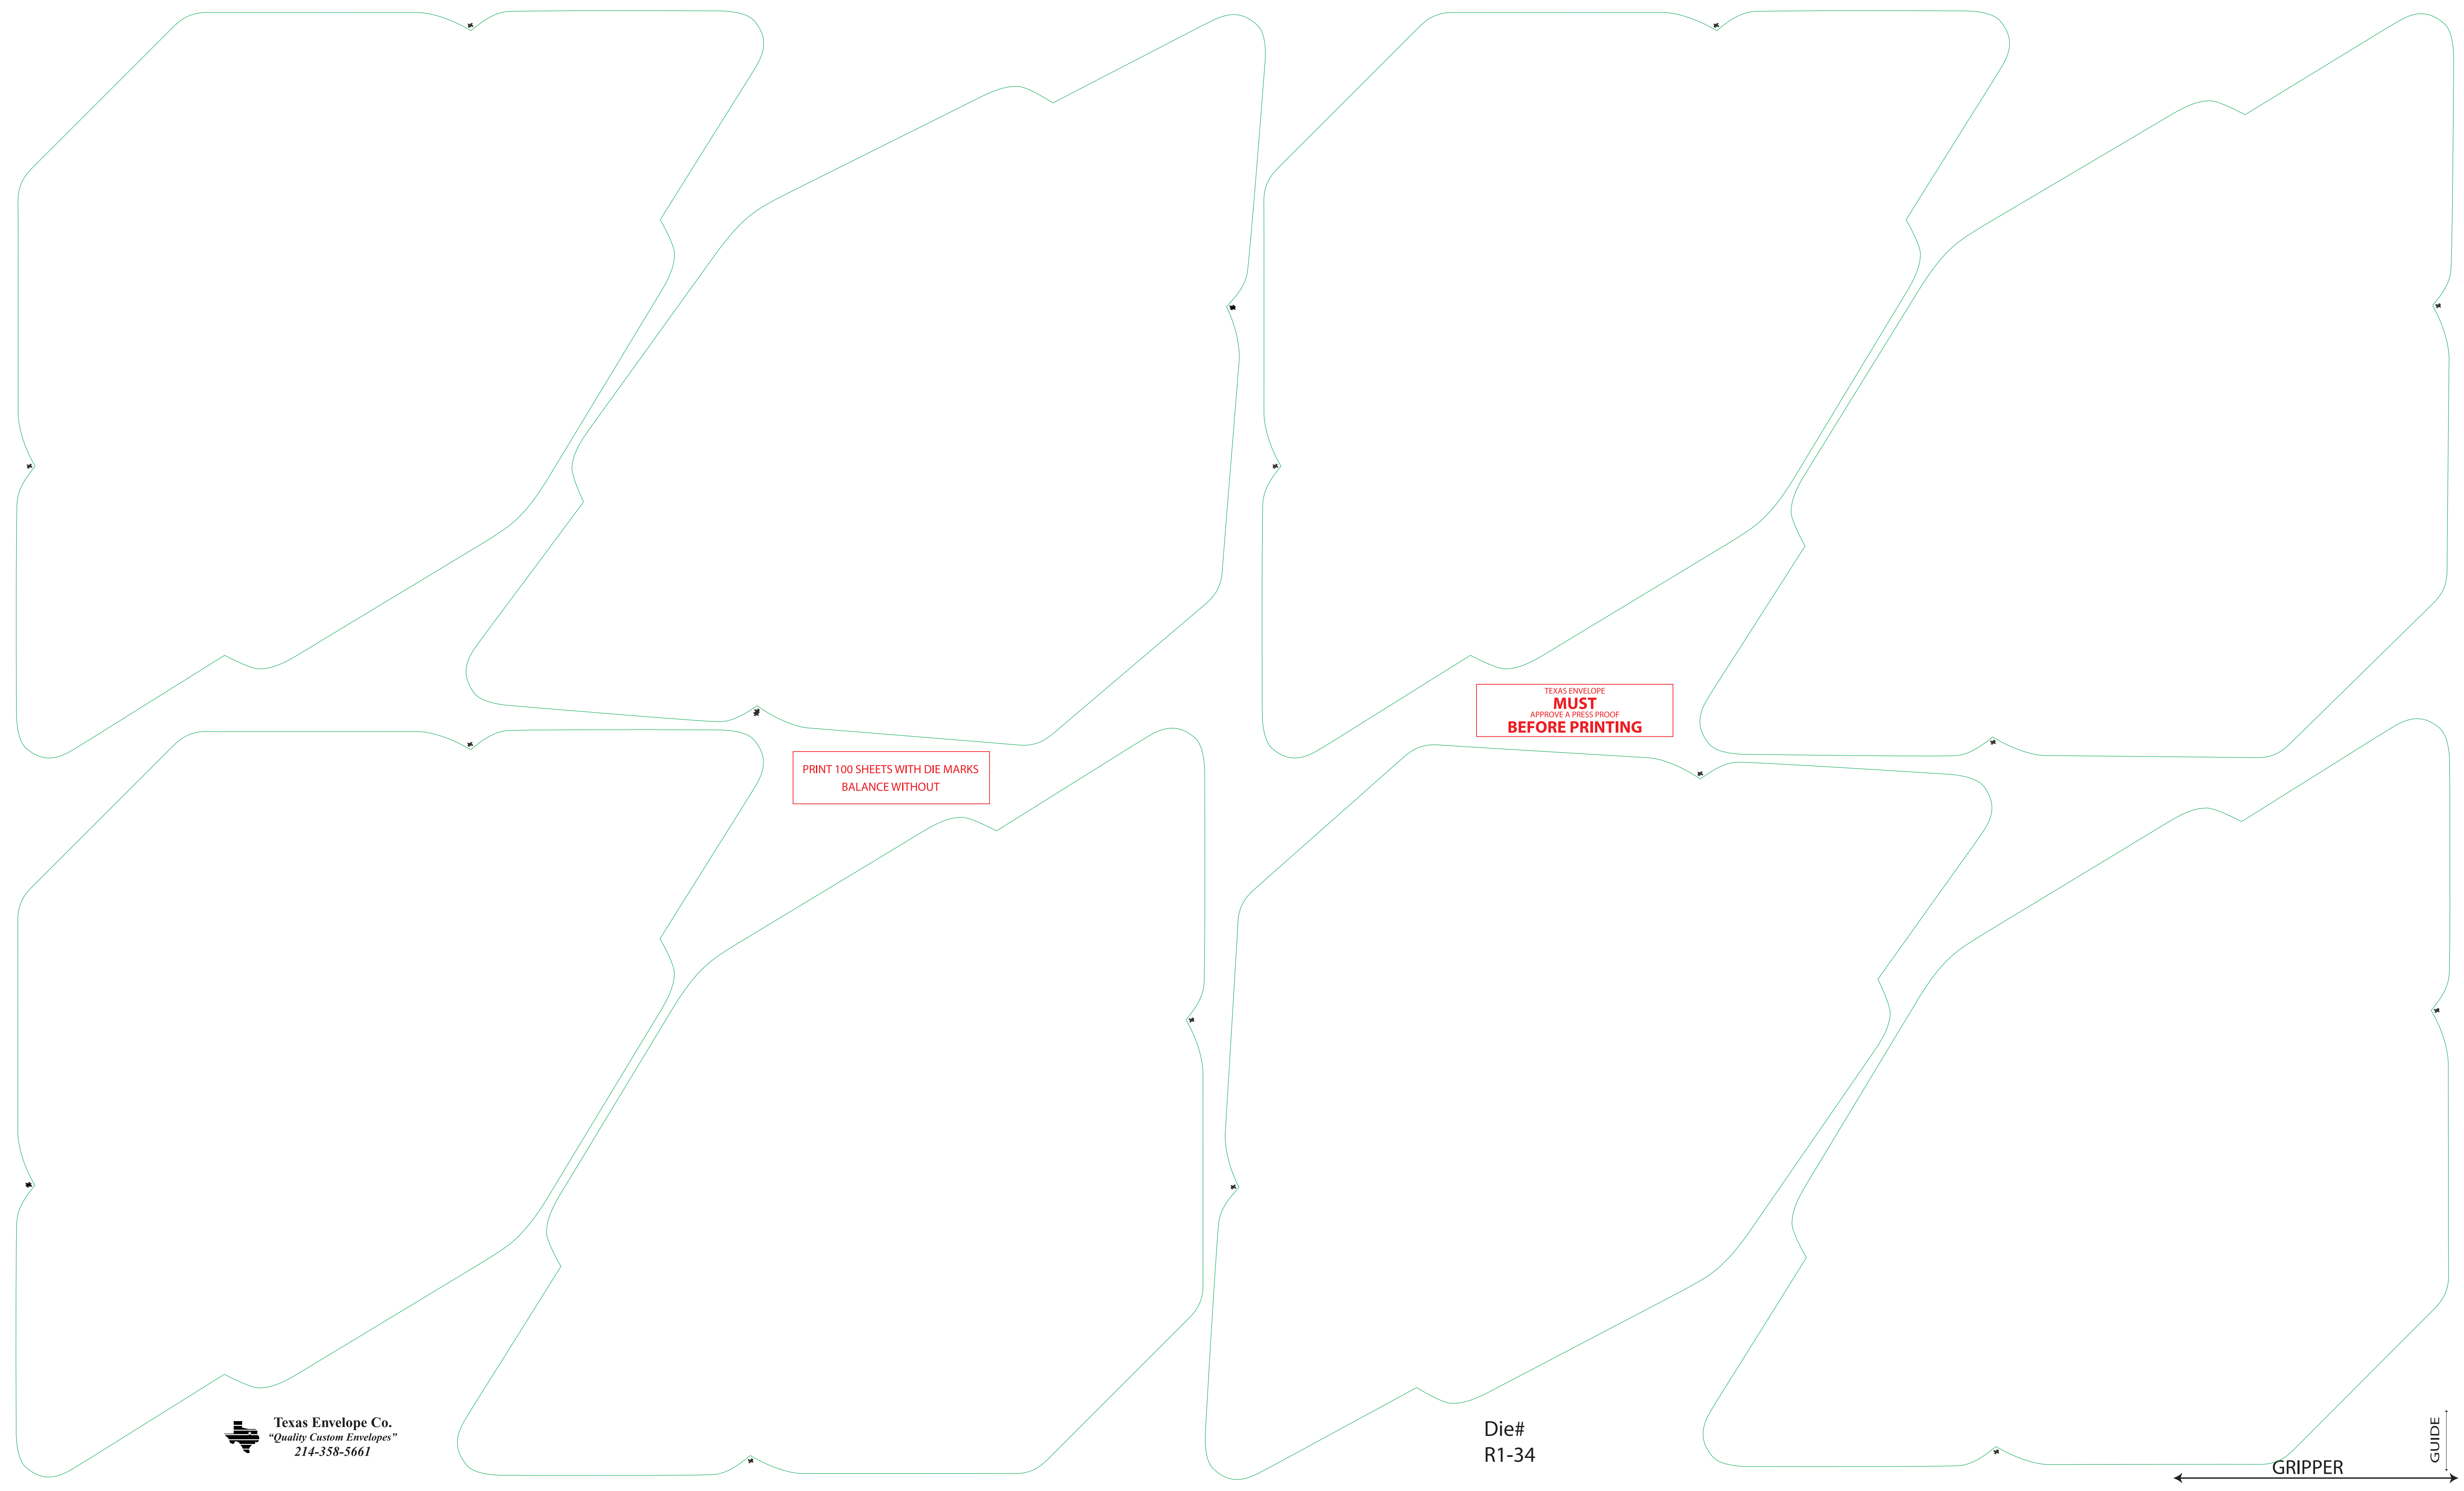 TEXAS ENVELOPE
MUST
APPROVE A PRESS PROOF
BEFORE PRINTING
PRINT 100 SHEETS WITH DIE MARKS
BALANCE WITHOUT
Texas Envelope Co.
“Quality Custom Envelopes”
214-358-5661
Die#
R1-34
GUIDE
GRIPPER